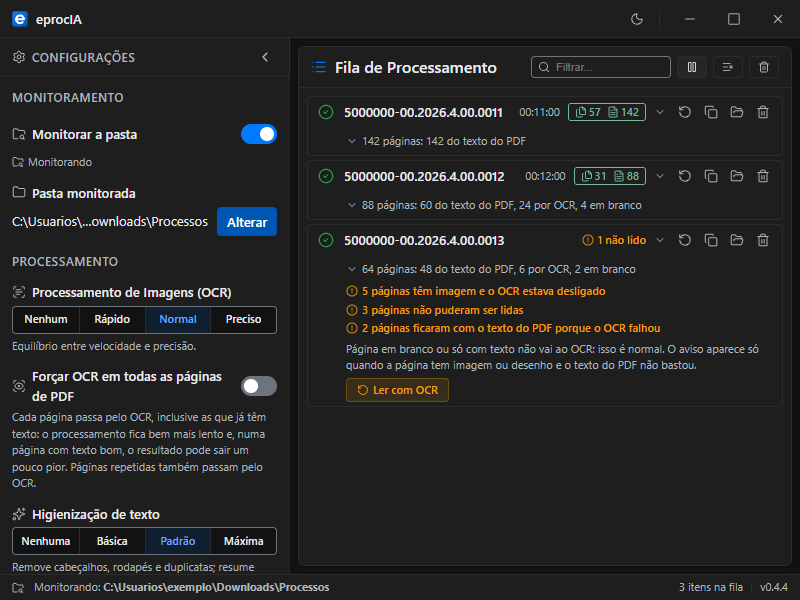 eprocIA
CONFIGURAÇÕES
MONITORAMENTO
Monitorar a pasta
Monitorando
Pasta monitorada
C:\Usuarios\...ownloads\Processos
Alterar
PROCESSAMENTO
Processamento de Imagens (OCR)
Nenhum Rápido Normal Preciso
Equilíbrio entre velocidade e precisão.
Forçar OCR em todas as páginas
de PDF
Cada página passa pelo OCR, inclusive as que já têm
texto: o processamento fica bem mais lento e, numa
página com texto bom, o resultado pode sair um
pouco pior. Páginas repetidas também passam pelo
OCR.
Higienização de texto
Nenhuma Básica Padrão Máxima
Remove cabeçalhos, rodapés e duplicatas; resume
Fila de Processamento
Filtrar...
5000000-00.2026.4.00.0011 00:11:00 57 142
142 páginas: 142 do texto do PDF
5000000-00.2026.4.00.0012 00:12:00 31 88
88 páginas: 60 do texto do PDF, 24 por OCR, 4 em branco
5000000-00.2026.4.00.0013 1 não lido
64 páginas: 48 do texto do PDF, 6 por OCR, 2 em branco
5 páginas têm imagem e o OCR estava desligado
3 páginas não puderam ser lidas
2 páginas ficaram com o texto do PDF porque o OCR falhou
Página em branco ou só com texto não vai ao OCR: isso é normal. O aviso aparece só
quando a página tem imagem ou desenho e o texto do PDF não bastou.
Ler com OCR
Monitorando: C:\Usuarios\exemplo\Downloads\Processos
3 itens na fila v0.4.4